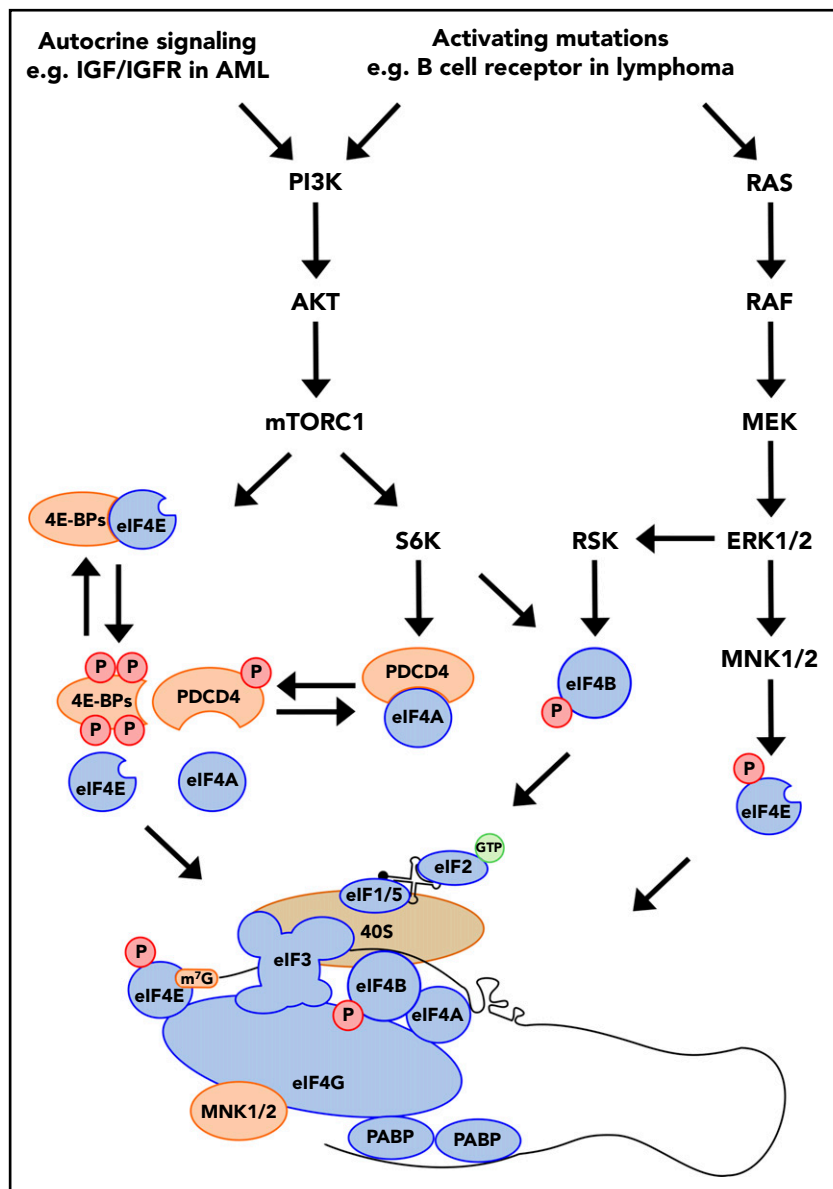 Autocrine signaling
e.g. IGF/IGFR in AML
Activating mutations
e.g. B cell receptor in lymphoma
PI3K
RAS
AKT
RAF
mTORC1
MEK
4E-BPs
eIF4E
S6K
RSK
ERK1/2
P
P
4E-BPs
P
P
eIF4E
PDCD4
P
eIF4A
PDCD4
eIF4A
eIF4B
P
MNK1/2
P
eIF4E
GTP
eIF2
eIF1/5
40S
eIF3
P
eIF4E
m⁷G
eIF4B
P
eIF4A
eIF4G
MNK1/2
PABP
PABP